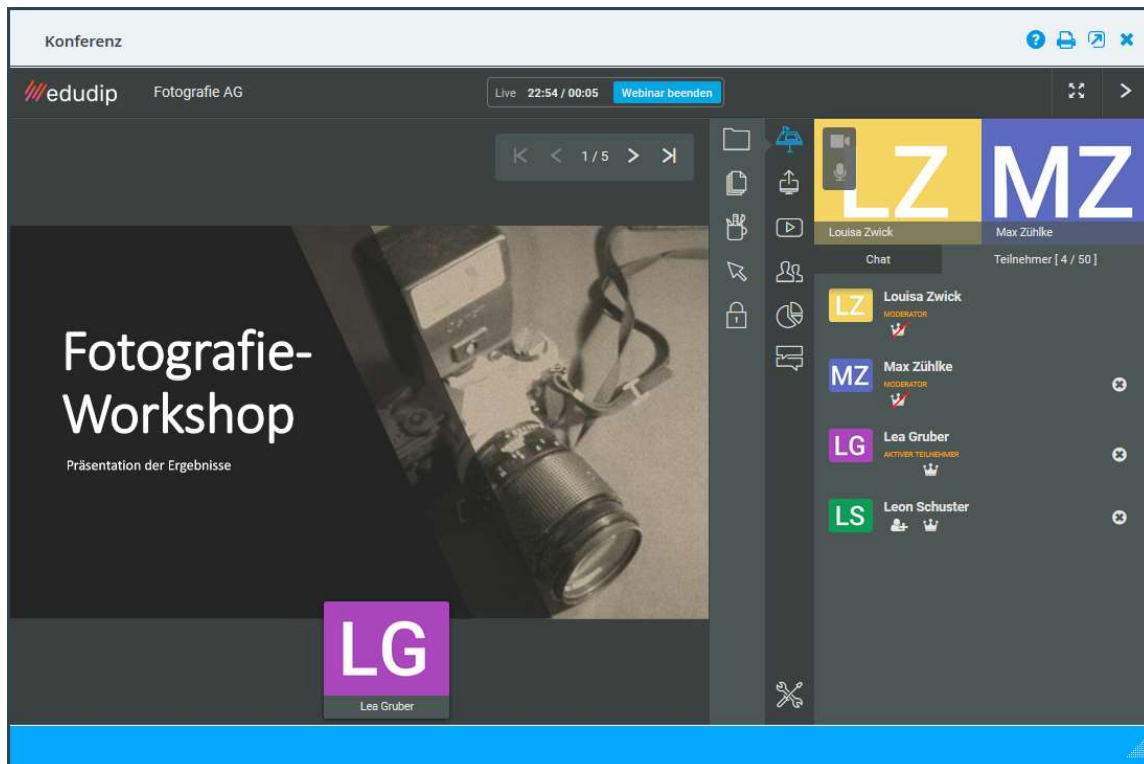 Konferenz
edudip
Fotografie AG
Live 22:54 / 00:05 Webinar beenden
1 / 5
LZ
MZ
Louisa Zwick
Max Zühlke
Chat
Teilnehmer [ 4 / 50 ]
LZ
Louisa Zwick
MODERATOR
MZ
Max Zühlke
MODERATOR
LG
Lea Gruber
AKTIVER TEILNEHMER
LS
Leon Schuster
Fotografie-
Workshop
Präsentation der Ergebnisse
LG
Lea Gruber